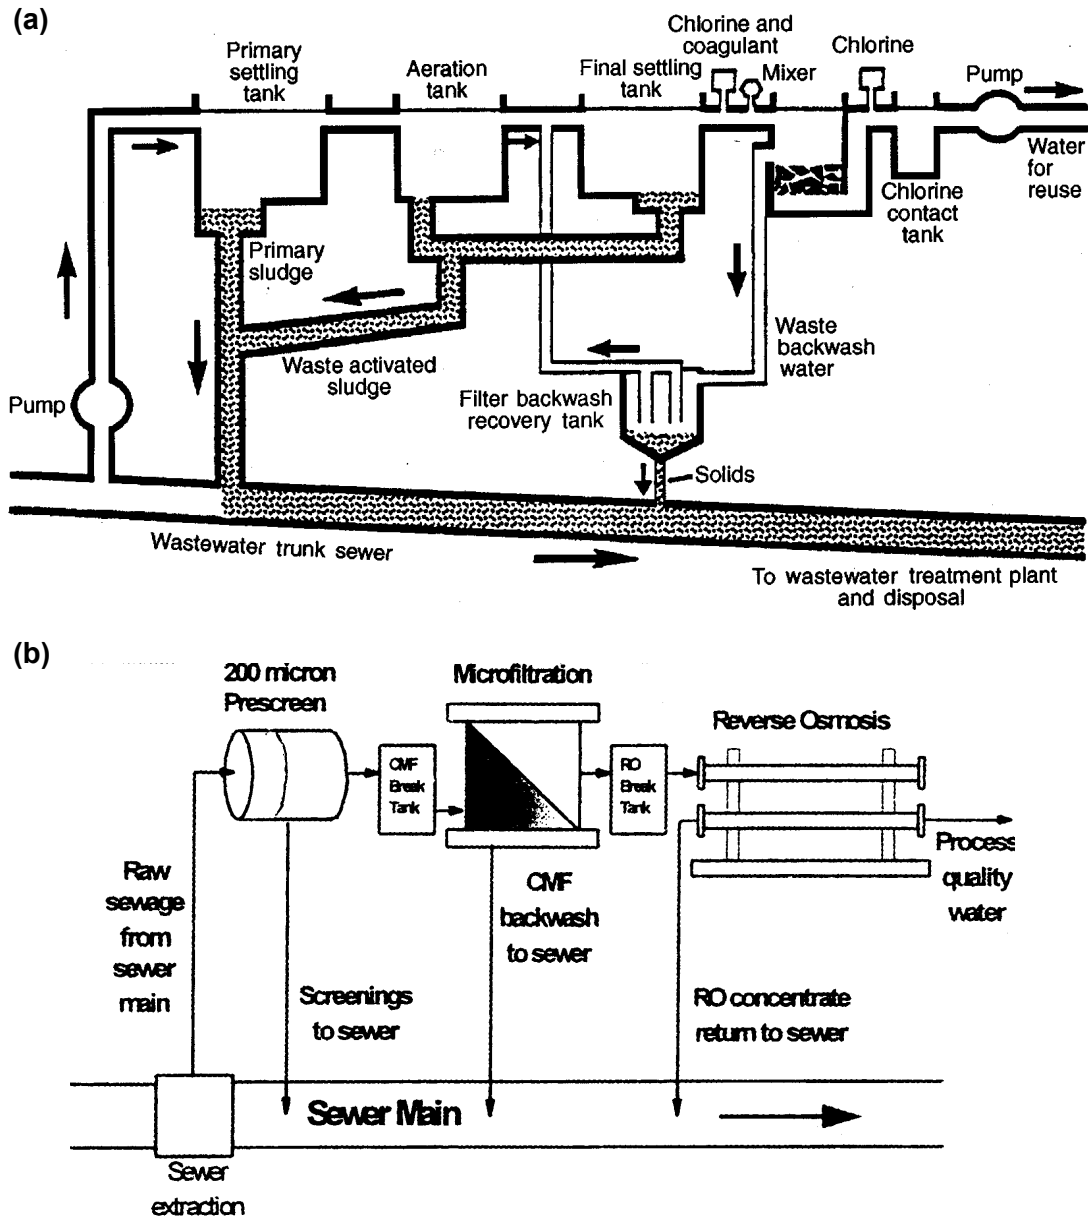 (a)
Primary
settling
tank
Aeration
tank
Final settling
tank
Chlorine and
coagulant
Mixer
Chlorine
Pump
Water
for
reuse
Chlorine
contact
tank
Primary
sludge
Waste activated
sludge
Waste
backwash
water
Pump
Filter backwash
recovery tank
Solids
Wastewater trunk sewer
To wastewater treatment plant
and disposal
(b)
200 micron
Prescreen
Microfiltration
Reverse Osmosis
CMF
Break
Tank
RO
Break
Tank
Process
quality
water
Raw
sewage
from
sewer
main
CMF
backwash
to sewer
Screenings
to sewer
RO concentrate
return to sewer
Sewer Main
Sewer
extraction